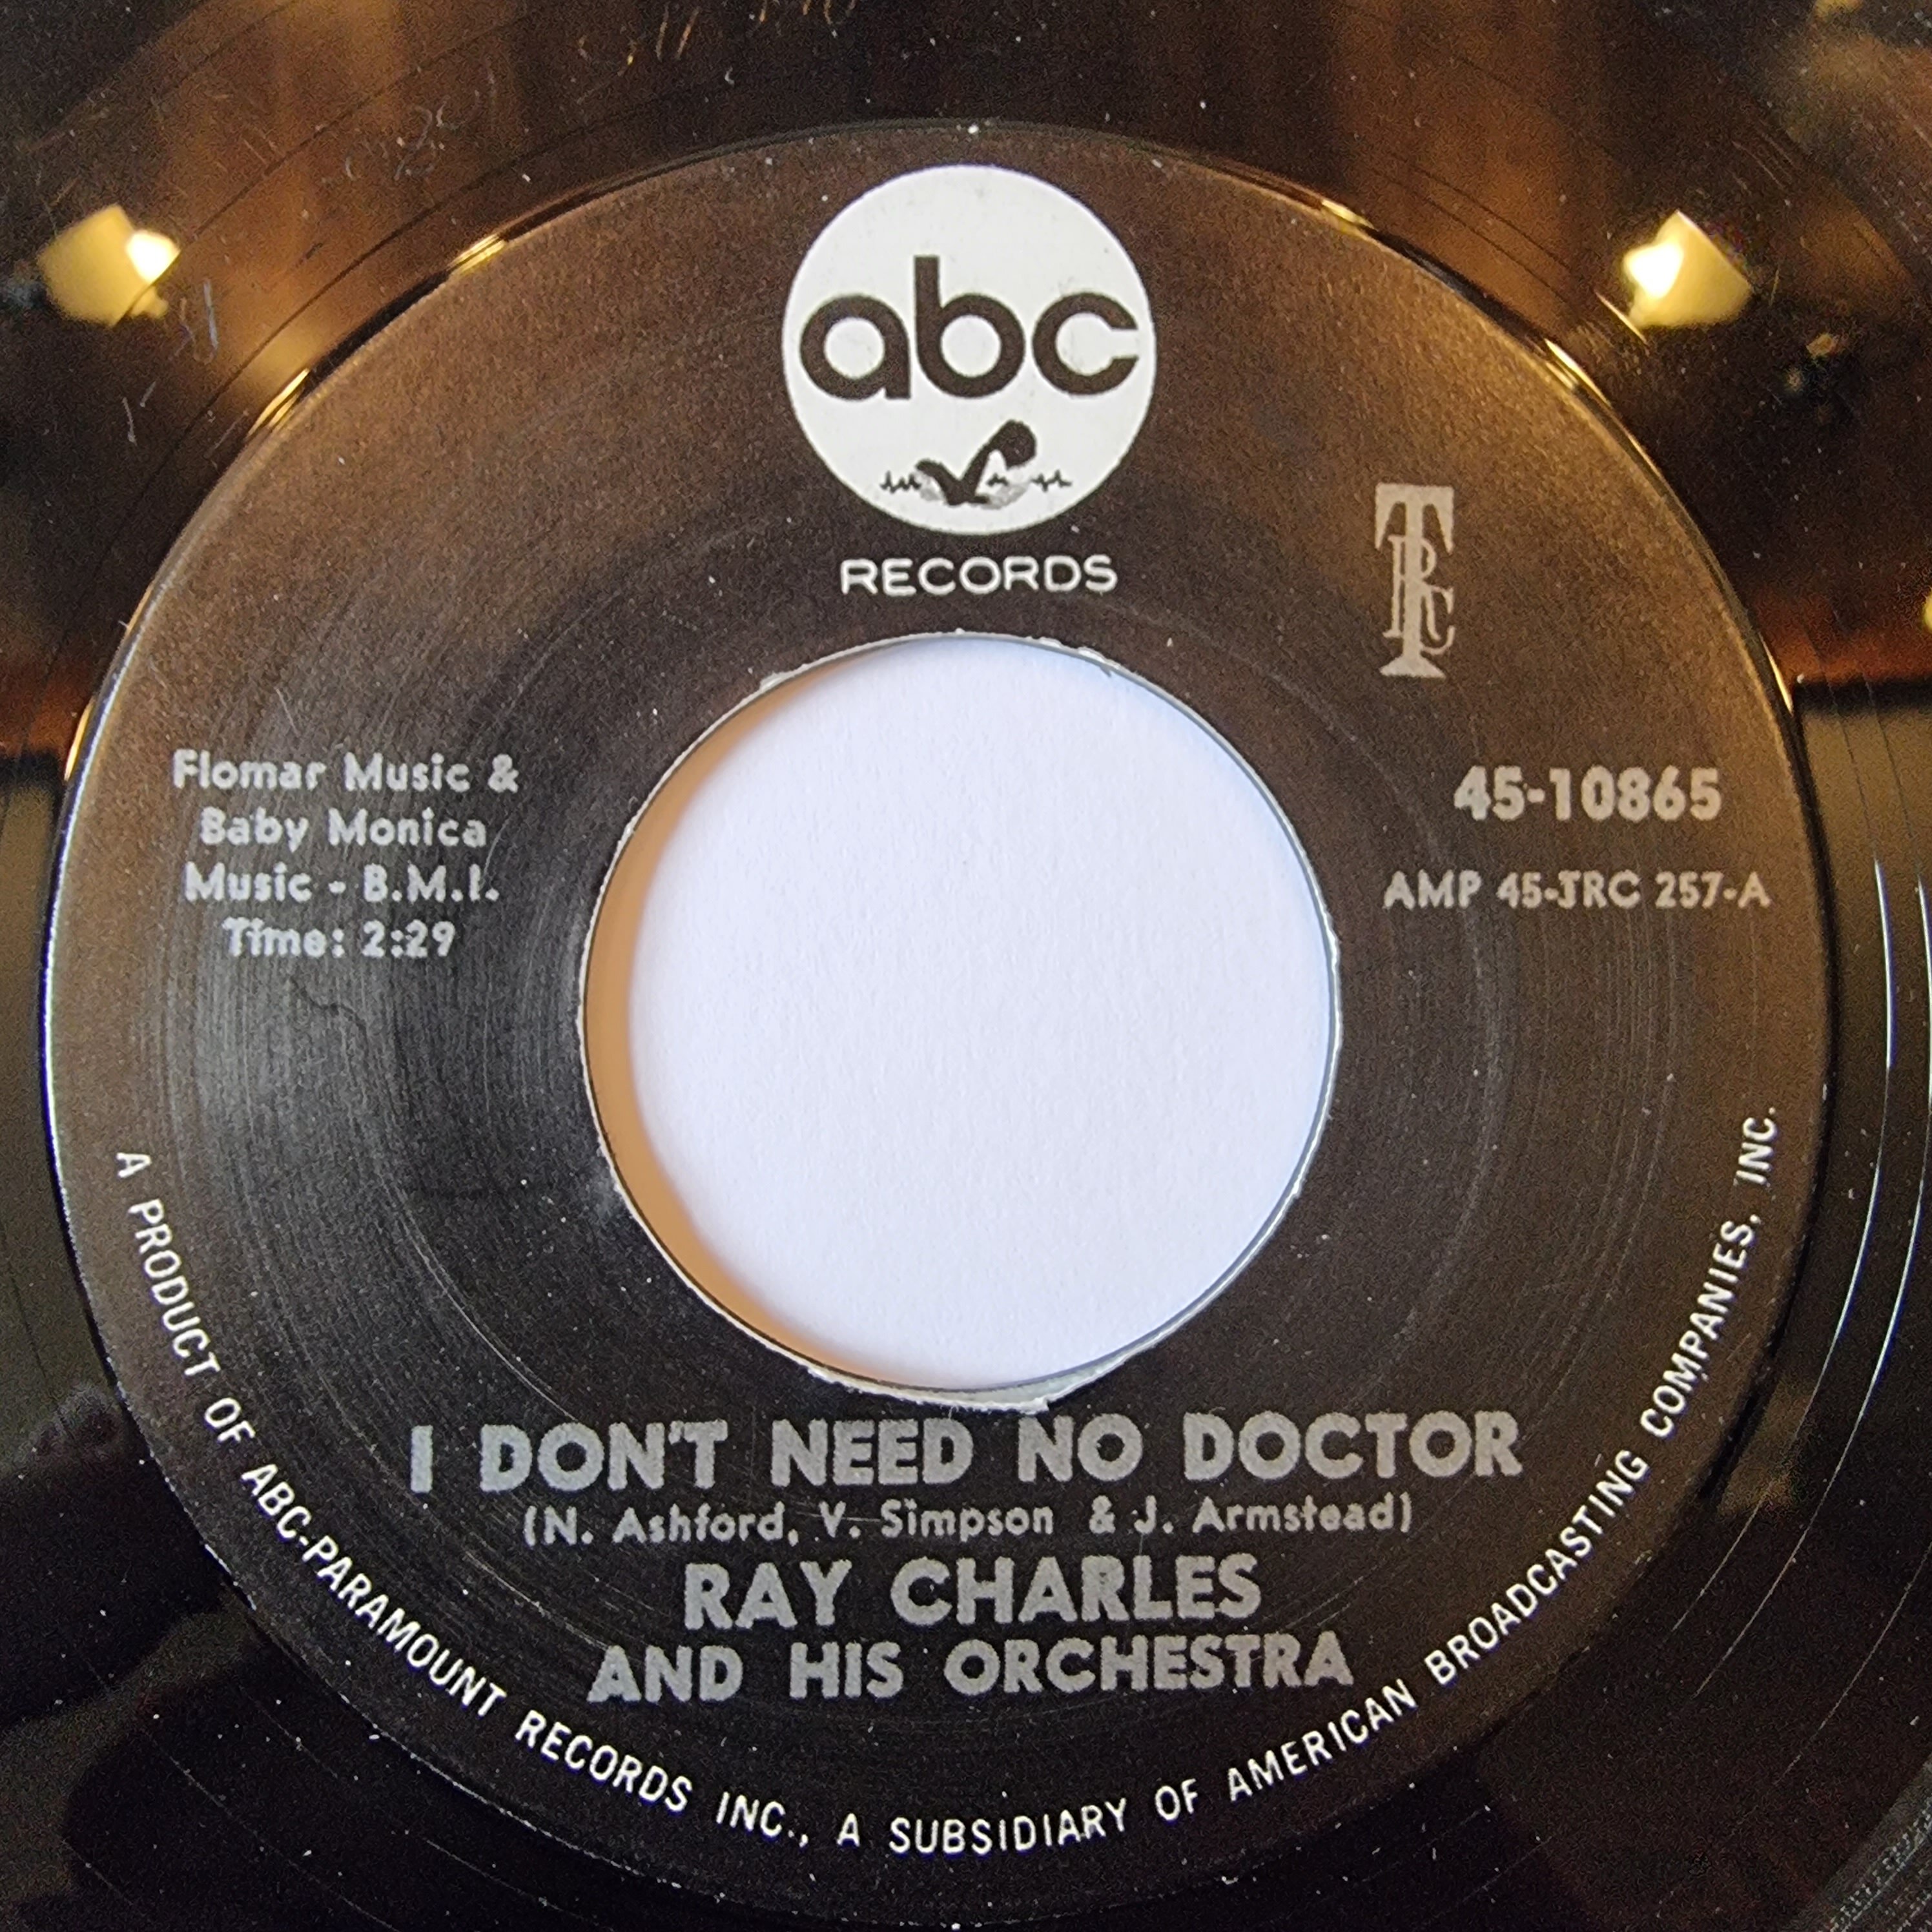 abc
RECORDS
TRC
Flomar Music &
Baby Monica
Music - B.M.I.
Time: 2:29
45-10865
AMP 45-TRC 257-A
I DON'T NEED NO DOCTOR
(N. Ashford, V. Simpson & J. Armstead)
RAY CHARLES
AND HIS ORCHESTRA
A PRODUCT OF ABC-PARAMOUNT RECORDS INC., A SUBSIDIARY OF AMERICAN BROADCASTING COMPANIES, INC.